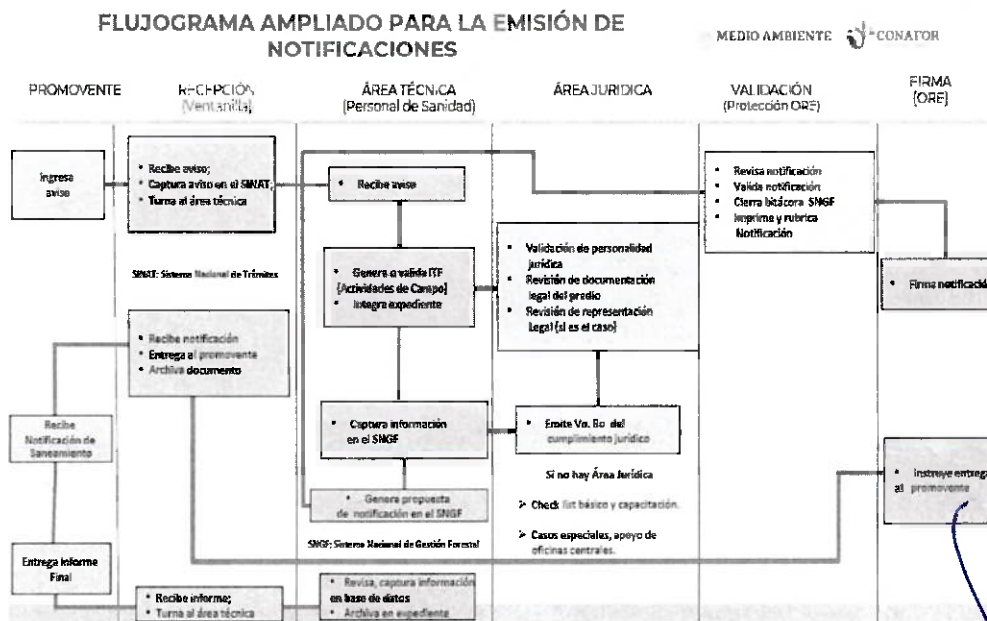 FLUJOGRAMA AMPLIADO PARA LA EMISIÓN DE
NOTIFICACIONES
MEDIO AMBIENTE
CONAFOR
PROMOVENTE
RECEPCIÓN
(Ventanilla)
ÁREA TÉCNICA
(Personal de Sanidad)
ÁREA JURIDICA
VALIDACIÓN
(Protección ORE)
FIRMA
(ORE)
Ingresa
aviso
• Recibe aviso;
• Captura aviso en el SINAT;
• Turna al área técnica
• Recibe aviso
• Revisa notificación
• Valida notificación
• Cierra bitácora SNGF
• Imprime y rubrica
Notificación
SINAT: Sistema Nacional de Trámites
• Genera o valida ITF
(Actividades de Campo)
• Integra expediente
• Validación de personalidad
jurídica
• Revisión de documentación
legal del predio
• Revisión de representación
Legal (si es el caso)
• Firma notificació
• Recibe notificación
• Entrega al promovente
• Archiva documento
Recibe
Notificación de
Saneamiento
• Captura información
en el SNGF
• Emite Vo. Bo del
cumplimiento jurídico
Si no hay Área Jurídica
➢ Check list básico y capacitación.
➢ Casos especiales, apoyo de
oficinas centrales.
• Instruye entrega
al promovente
• Genera propuesta
de notificación en el SNGF
SNGF: Sistema Nacional de Gestión Forestal
Entrega Informe
Final
• Recibe informe;
• Turna al área técnica
• Revisa, captura información
en base de datos
• Archiva en expediente